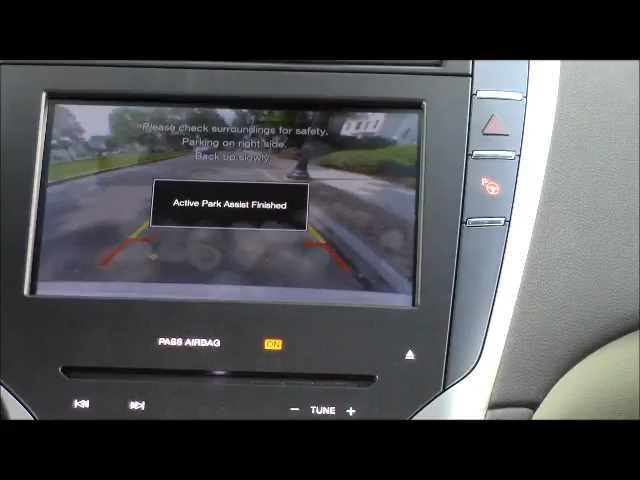 Please check surroundings for safety.
Parking on right side.
Back up slowly.
Active Park Assist Finished
P
PASS AIRBAG ON
− TUNE +